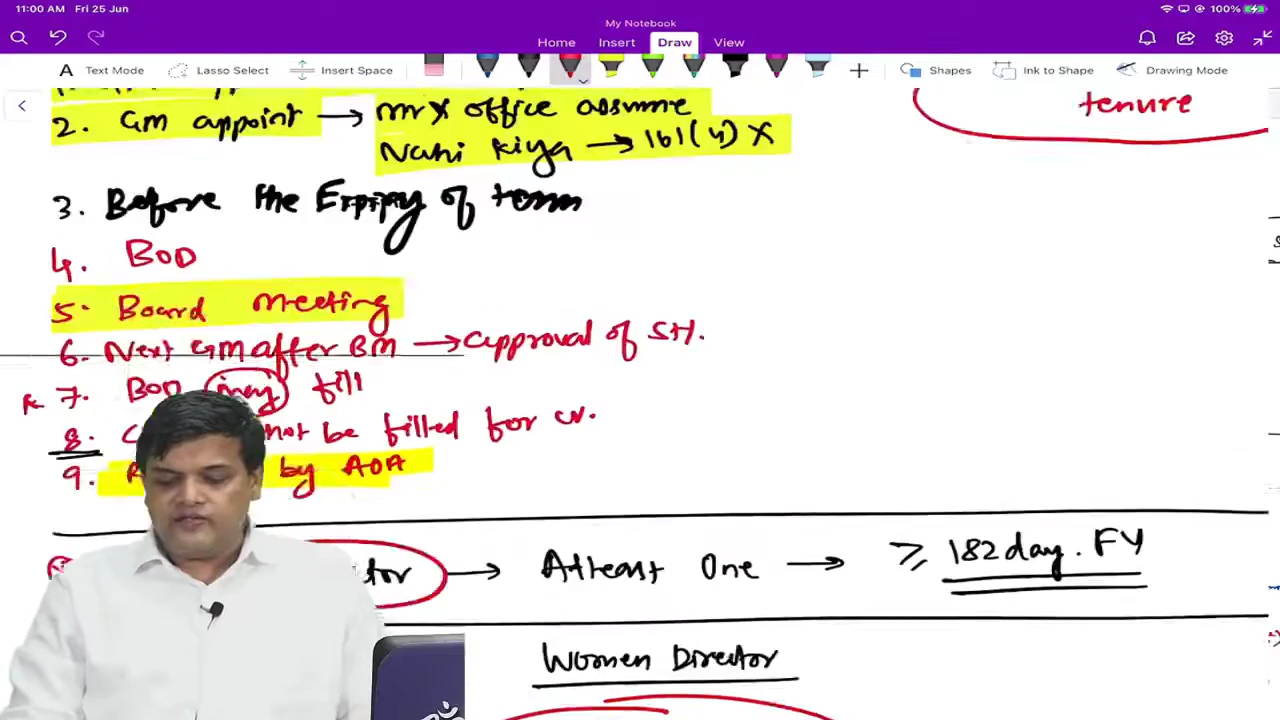 11:00 AM Fri 25 Jun
100%
My Notebook
Home Insert Draw View
Text Mode Lasso Select Insert Space Shapes Ink to Shape Drawing Mode
tenure
2. GM appoint → mr X office assume
Nahi kiya → 161(4) X
3. Before the Expipy of term
4. BOD
5. Board meeting
6. Next GM after BM → approval of SH.
7. BOD may fill
8. not be filled for cv.
9. by AOA
→ Atleast One → ≥ 182 day. FY
Women Director